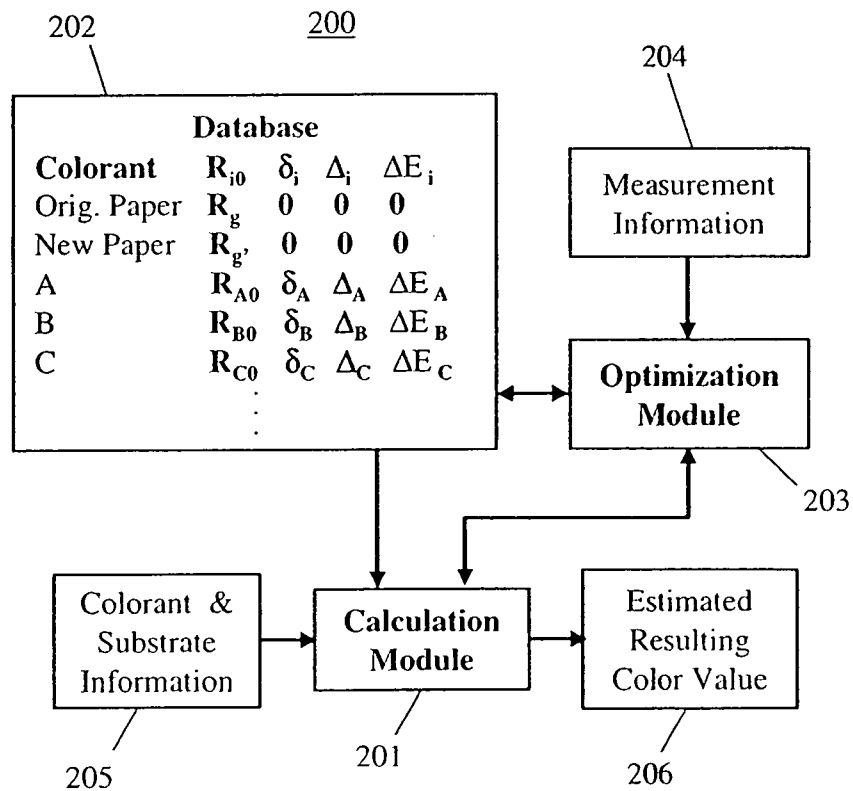 200
202
204
Database
Colorant R_i0 δ_i Δ_i ΔE_i
Orig. Paper R_g 0 0 0
New Paper R_g' 0 0 0
A R_A0 δ_A Δ_A ΔE_A
B R_B0 δ_B Δ_B ΔE_B
C R_C0 δ_C Δ_C ΔE_C
.
.
.
Measurement
Information
Optimization
Module
203
Colorant &
Substrate
Information
Calculation
Module
Estimated
Resulting
Color Value
205
201
206